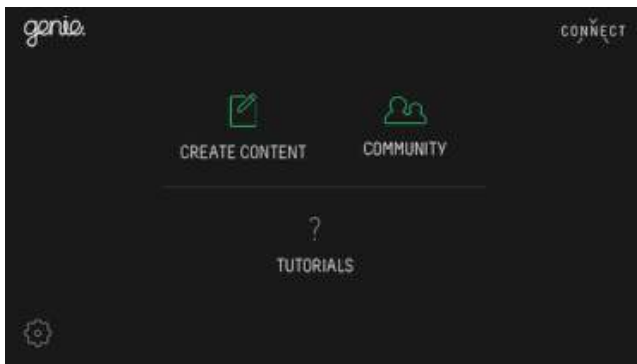 genie.
CONNECT
CREATE CONTENT
COMMUNITY
?
TUTORIALS